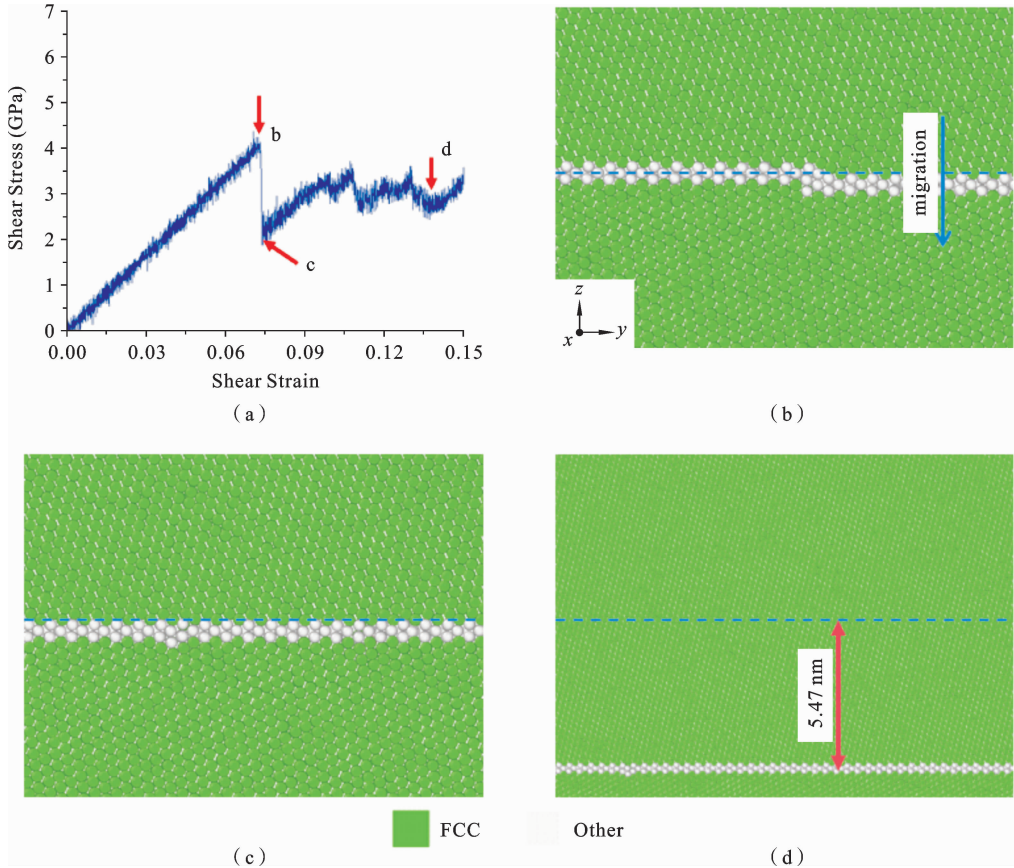 7
6
5
4
3
2
1
0
Shear Stress (GPa)
b
d
c
0.00 0.03 0.06 0.09 0.12 0.15
Shear Strain
(a)
migration
z
x
y
(b)
5.47 nm
FCC
Other
(c)
(d)